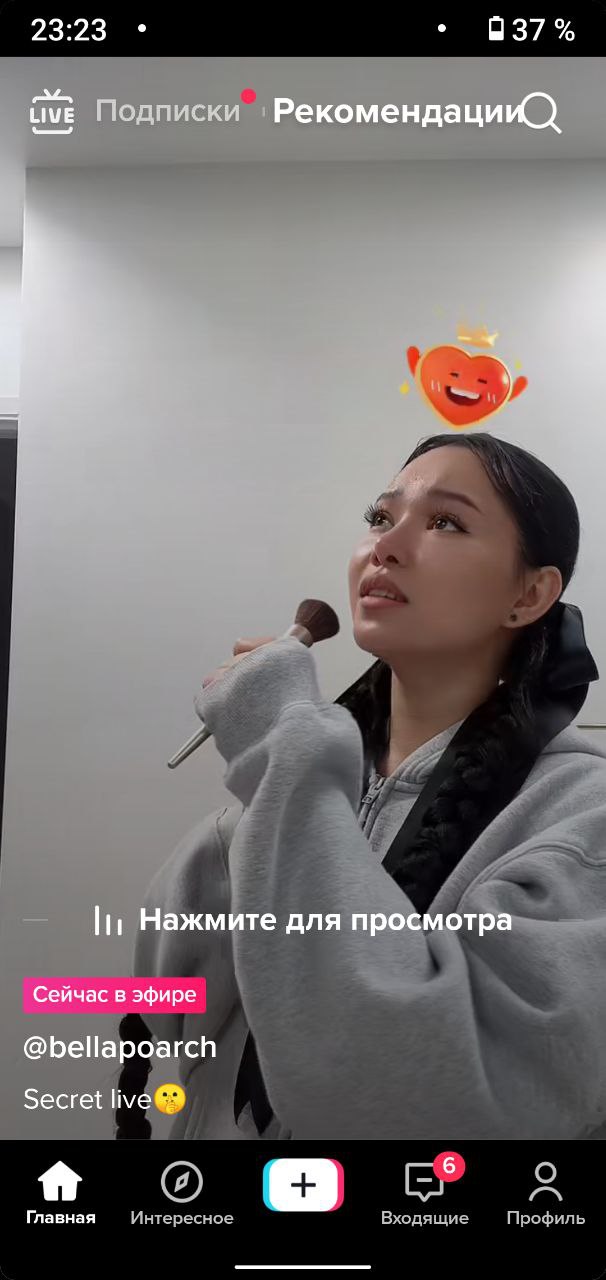 23:23
37 %
LIVE
Подписки
Рекомендации
Нажмите для просмотра
Сейчас в эфире
@bellapoarch
Secret live🤫
6
Главная
Интересное
Входящие
Профиль